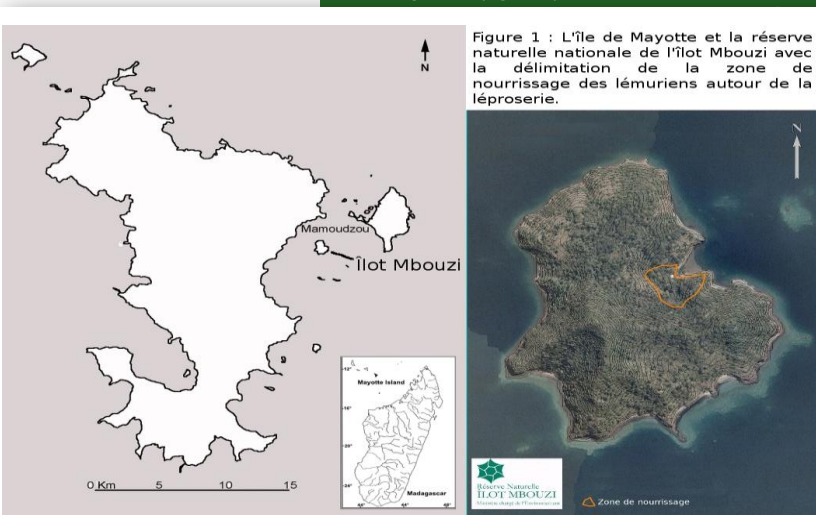 Figure 1 : L'île de Mayotte et la réserve
naturelle nationale de l'îlot Mbouzi avec
la délimitation de la zone de
nourrissage des lémuriens autour de la
léproserie.
N
Mamoudzou
Îlot Mbouzi
0 Km 5 10 15
Mayotte Island
Madagascar
N
Réserve Naturelle
ÎLOT MBOUZI
Zone de nourrissage